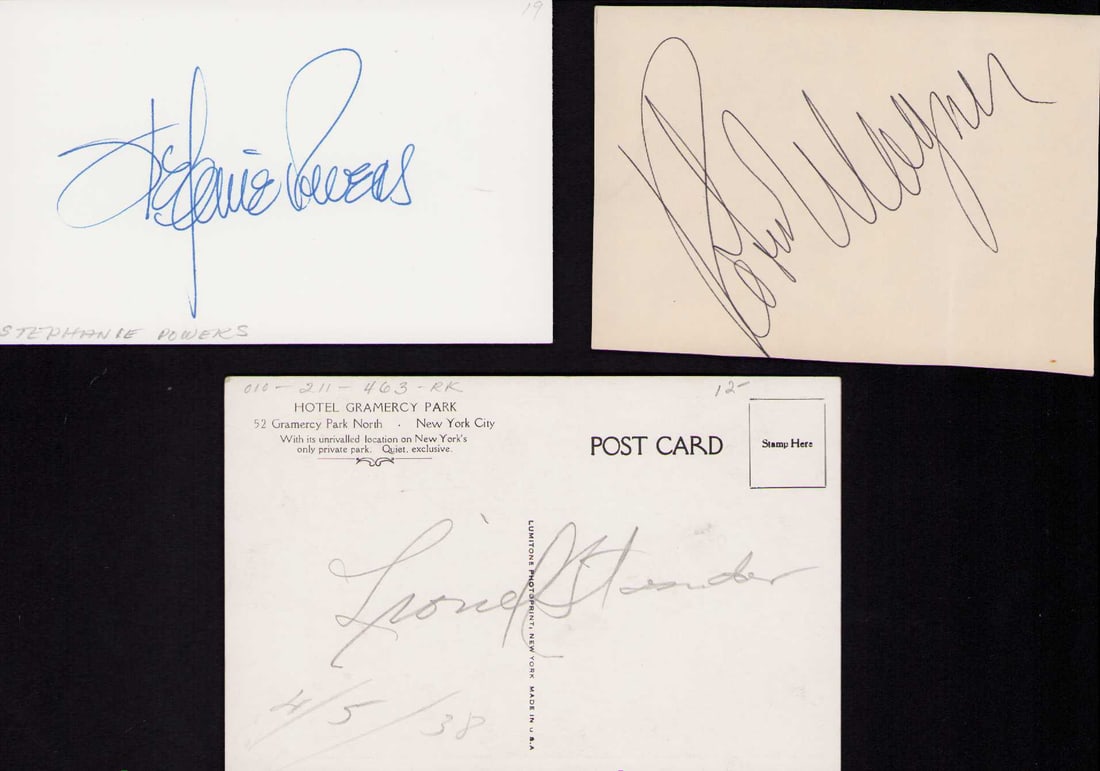 19
Stefanie Powers
STEPHANIE POWERS
Robert Wagner
010-211-463-RK
12-
HOTEL GRAMERCY PARK
52 Gramercy Park North · New York City
With its unrivalled location on New York's
only private park. Quiet, exclusive.
POST CARD
Stamp Here
Lionel Stander
4/5/38
LUMITONE PHOTOPRINT, NEW YORK MADE IN U.S.A